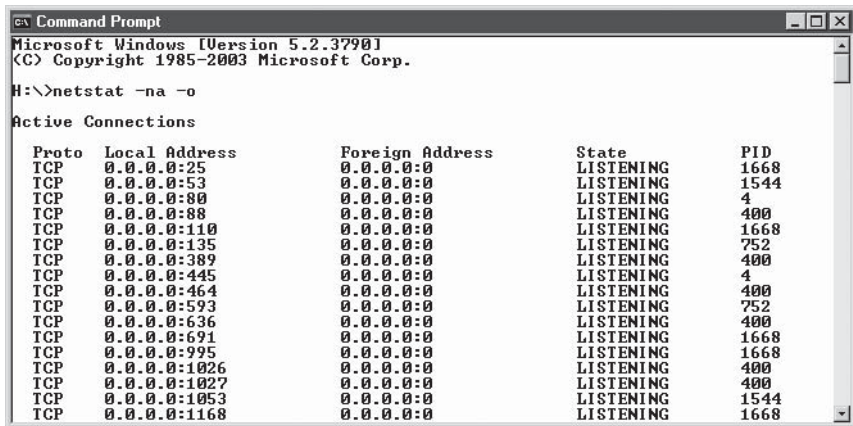 Command Prompt
Microsoft Windows [Version 5.2.3790]
(C) Copyright 1985-2003 Microsoft Corp.
H:\>netstat -na -o
Active Connections
Proto Local Address Foreign Address State PID
TCP 0.0.0.0:25 0.0.0.0:0 LISTENING 1668
TCP 0.0.0.0:53 0.0.0.0:0 LISTENING 1544
TCP 0.0.0.0:80 0.0.0.0:0 LISTENING 4
TCP 0.0.0.0:88 0.0.0.0:0 LISTENING 400
TCP 0.0.0.0:110 0.0.0.0:0 LISTENING 1668
TCP 0.0.0.0:135 0.0.0.0:0 LISTENING 752
TCP 0.0.0.0:389 0.0.0.0:0 LISTENING 400
TCP 0.0.0.0:445 0.0.0.0:0 LISTENING 4
TCP 0.0.0.0:464 0.0.0.0:0 LISTENING 400
TCP 0.0.0.0:593 0.0.0.0:0 LISTENING 752
TCP 0.0.0.0:636 0.0.0.0:0 LISTENING 400
TCP 0.0.0.0:691 0.0.0.0:0 LISTENING 1668
TCP 0.0.0.0:995 0.0.0.0:0 LISTENING 1668
TCP 0.0.0.0:1026 0.0.0.0:0 LISTENING 400
TCP 0.0.0.0:1027 0.0.0.0:0 LISTENING 400
TCP 0.0.0.0:1053 0.0.0.0:0 LISTENING 1544
TCP 0.0.0.0:1168 0.0.0.0:0 LISTENING 1668